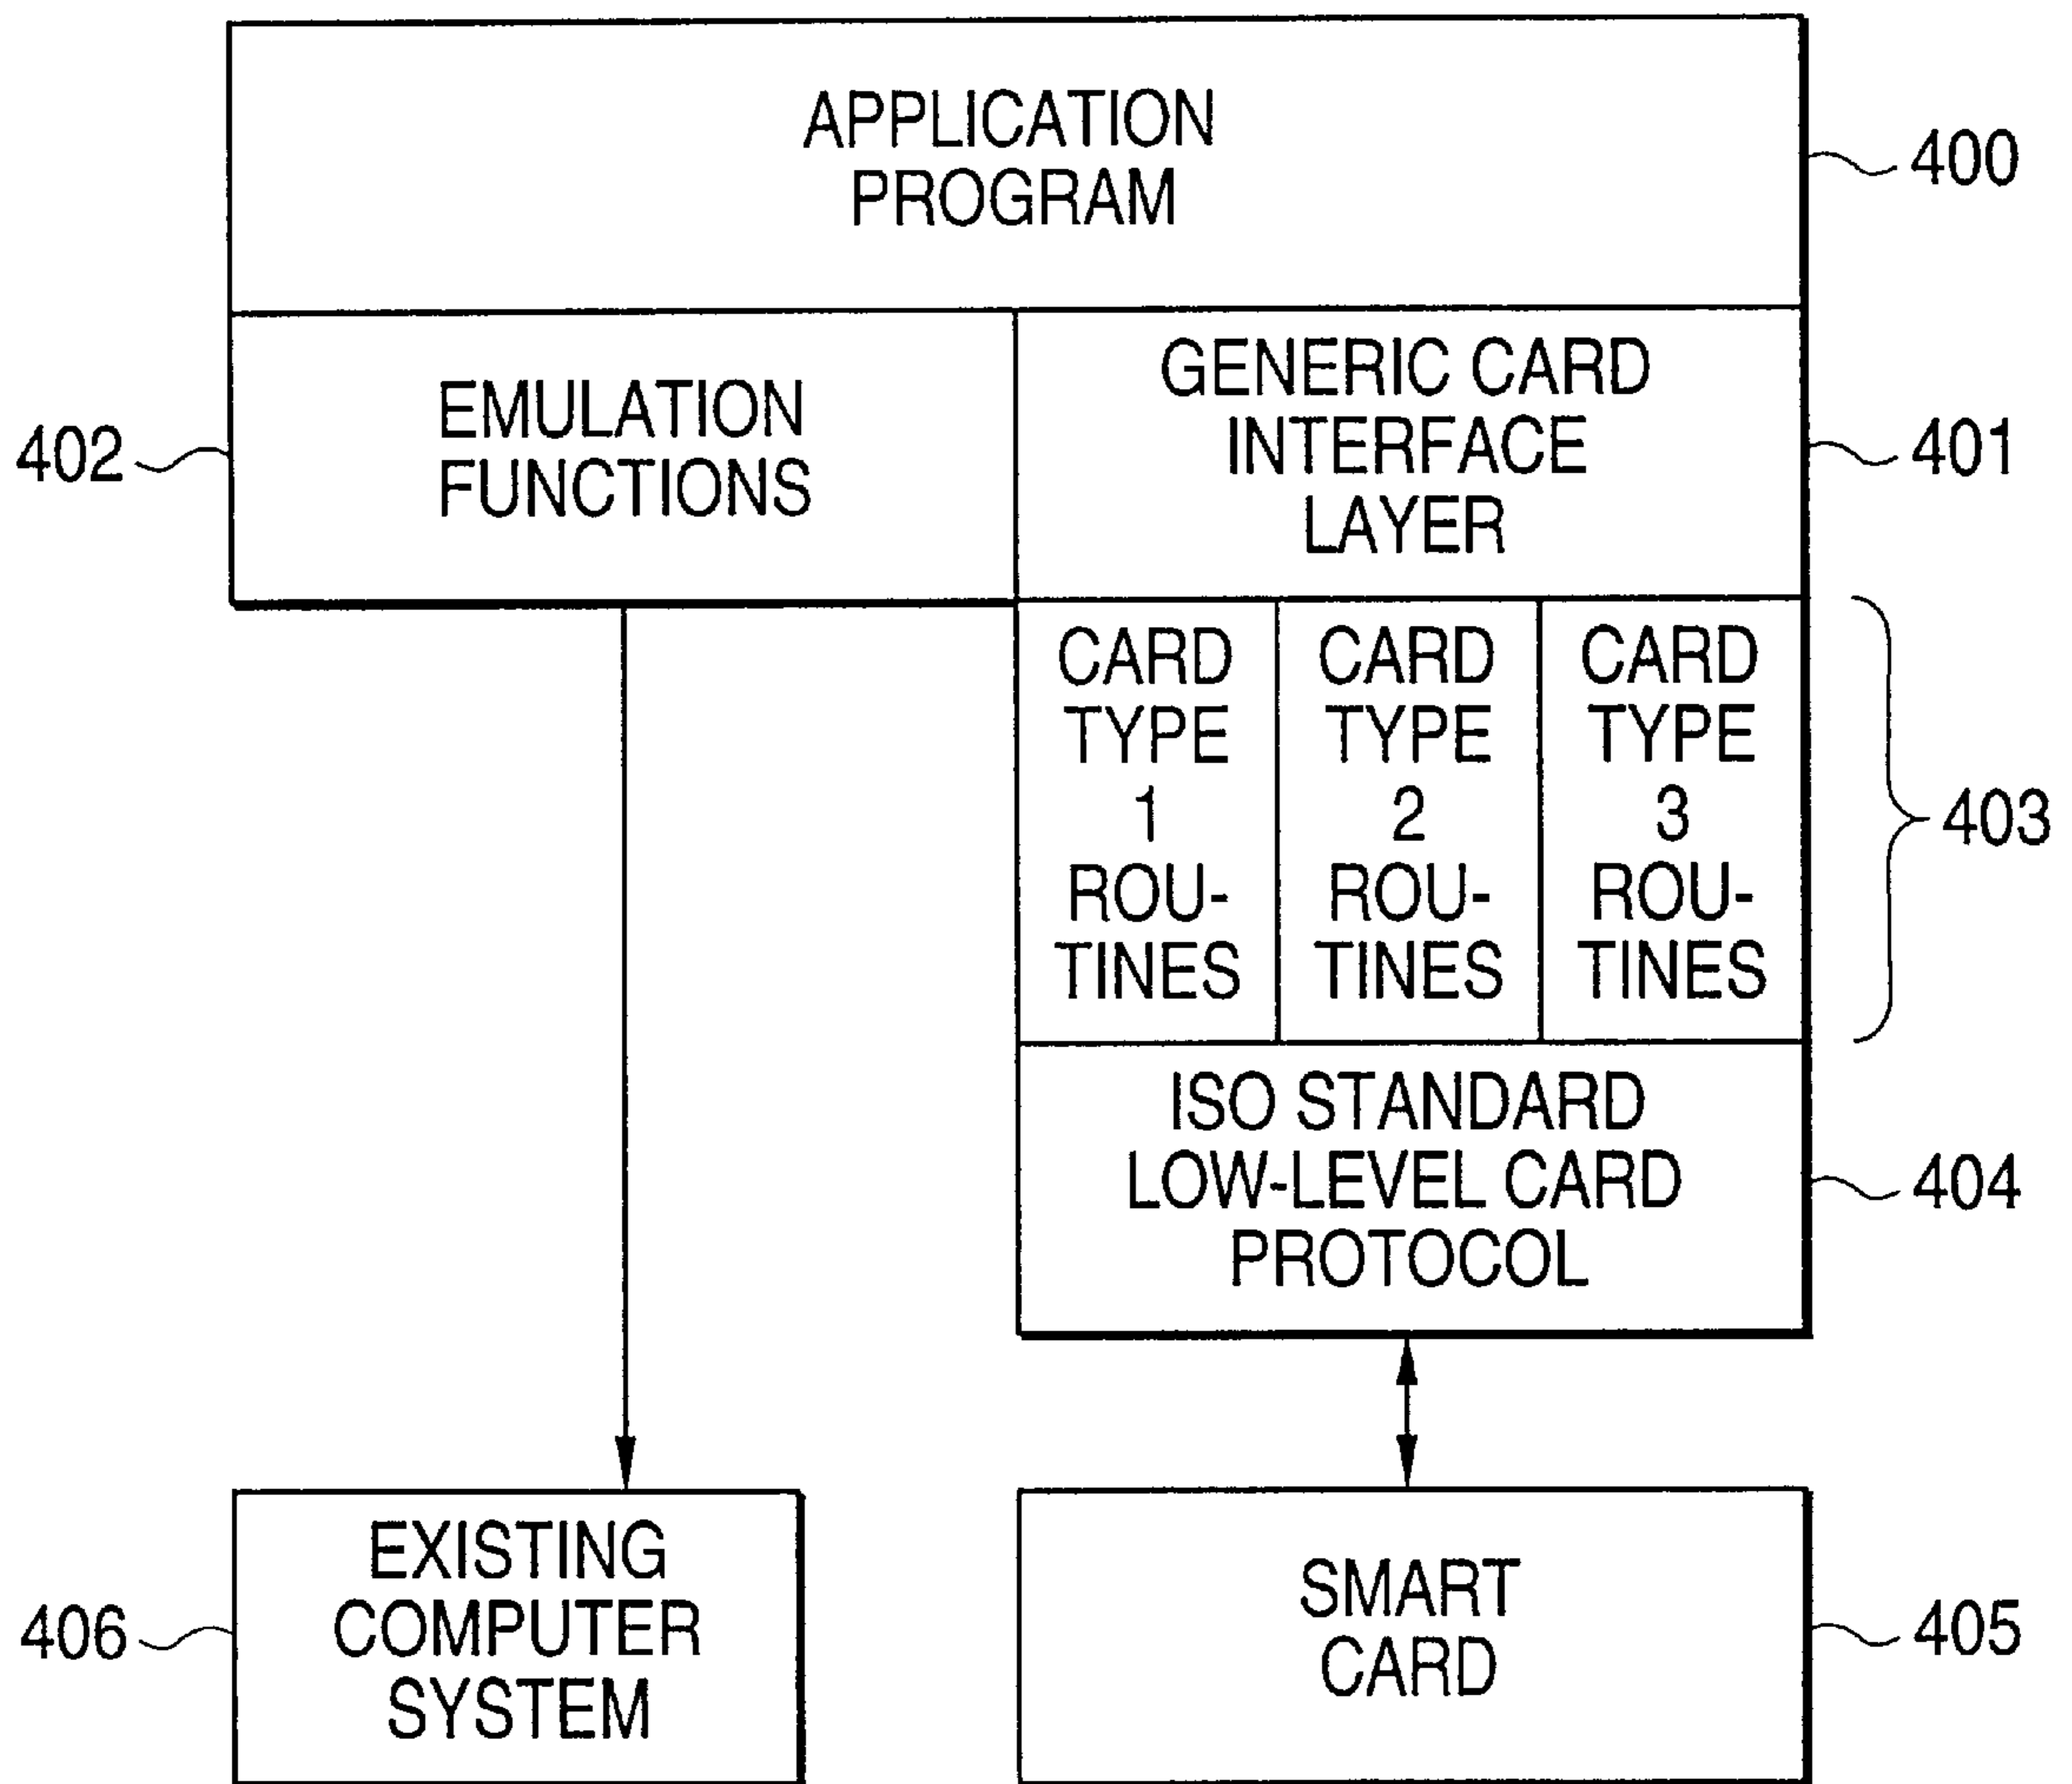 APPLICATION
PROGRAM
400
EMULATION
FUNCTIONS
402
GENERIC CARD
INTERFACE
LAYER
401
CARD
TYPE
1
ROU-
TINES
CARD
TYPE
2
ROU-
TINES
CARD
TYPE
3
ROU-
TINES
403
ISO STANDARD
LOW-LEVEL CARD
PROTOCOL
404
EXISTING
COMPUTER
SYSTEM
406
SMART
CARD
405